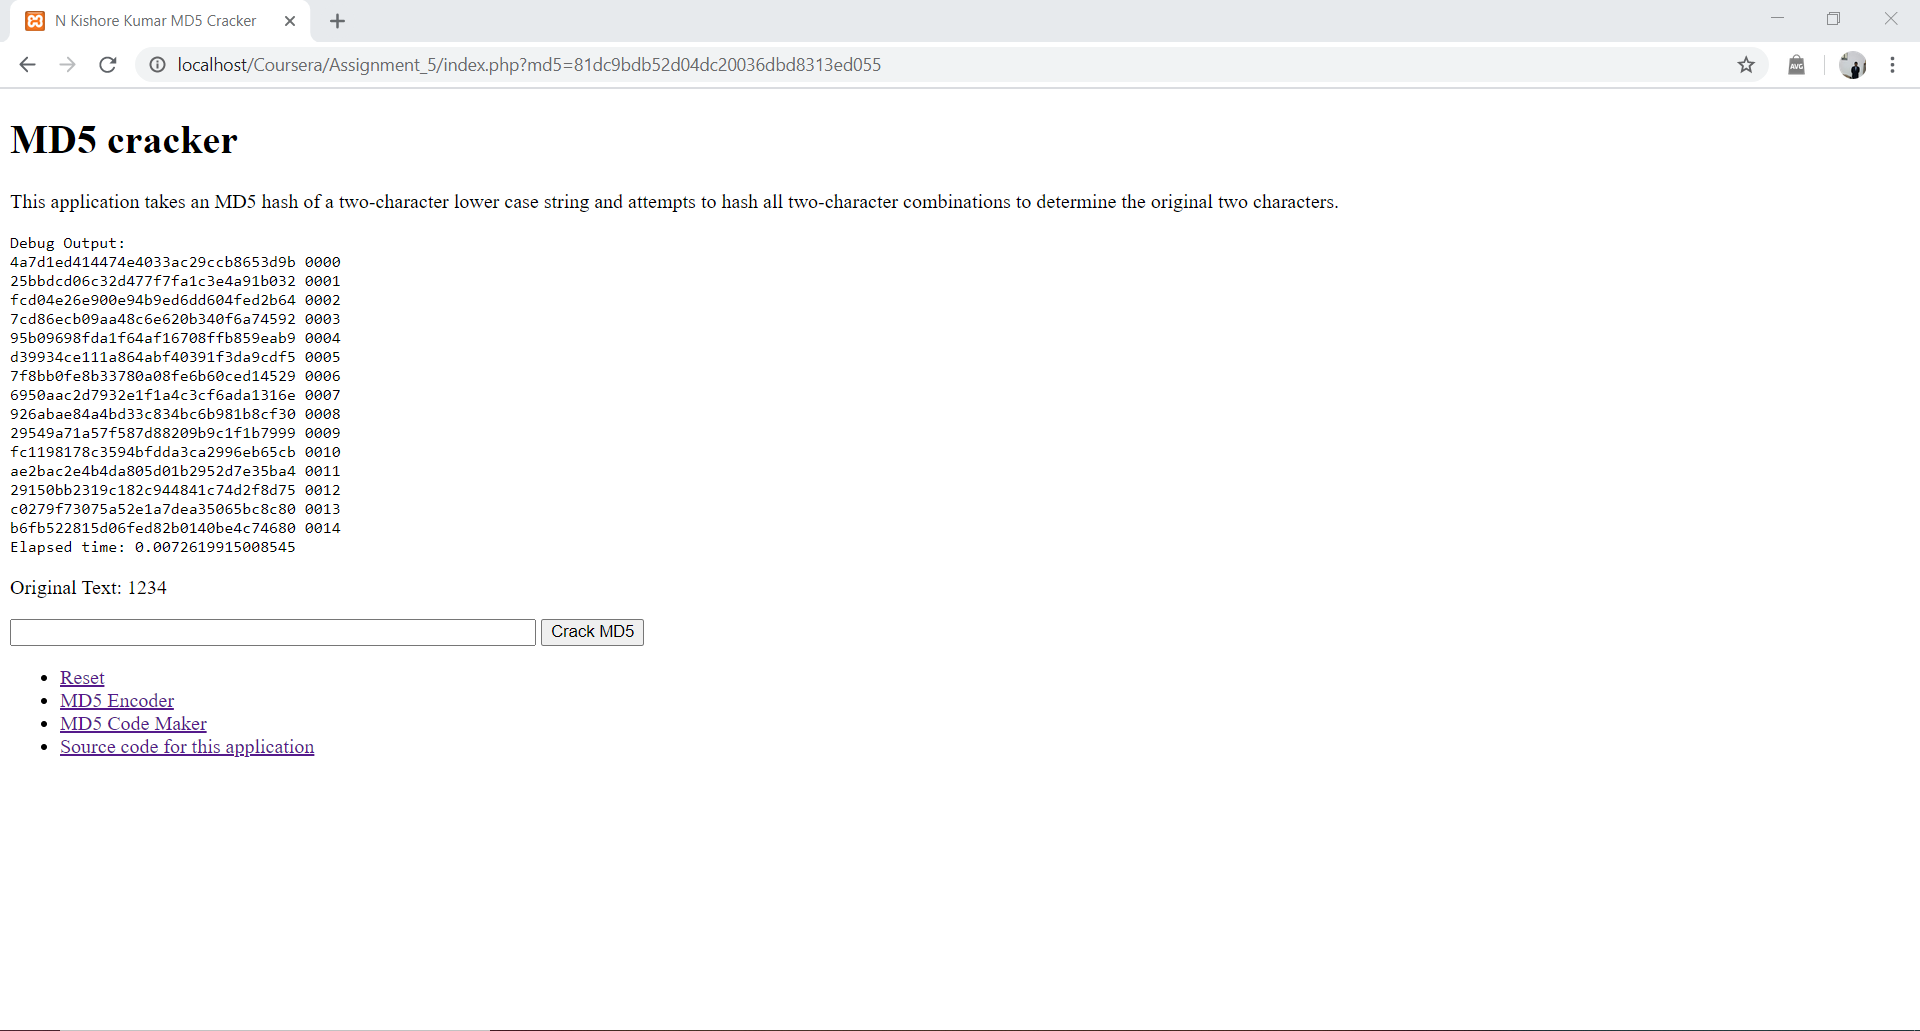 N Kishore Kumar MD5 Cracker
localhost/Coursera/Assignment_5/index.php?md5=81dc9bdb52d04dc20036dbd8313ed055
AVG
MD5 cracker
This application takes an MD5 hash of a two-character lower case string and attempts to hash all two-character combinations to determine the original two characters.
Debug Output:
4a7d1ed414474e4033ac29ccb8653d9b 0000
25bbdcd06c32d477f7fa1c3e4a91b032 0001
fcd04e26e900e94b9ed6dd604fed2b64 0002
7cd86ecb09aa48c6e620b340f6a74592 0003
95b09698fda1f64af16708ffb859eab9 0004
d39934ce111a864abf40391f3da9cdf5 0005
7f8bb0fe8b33780a08fe6b60ced14529 0006
6950aac2d7932e1f1a4c3cf6ada1316e 0007
926abae84a4bd33c834bc6b981b8cf30 0008
29549a71a57f587d88209b9c1f1b7999 0009
fc1198178c3594bfdda3ca2996eb65cb 0010
ae2bac2e4b4da805d01b2952d7e35ba4 0011
29150bb2319c182c944841c74d2f8d75 0012
c0279f73075a52e1a7dea35065bc8c80 0013
b6fb522815d06fed82b0140be4c74680 0014
Elapsed time: 0.0072619915008545
Original Text: 1234
Crack MD5
Reset
MD5 Encoder
MD5 Code Maker
Source code for this application